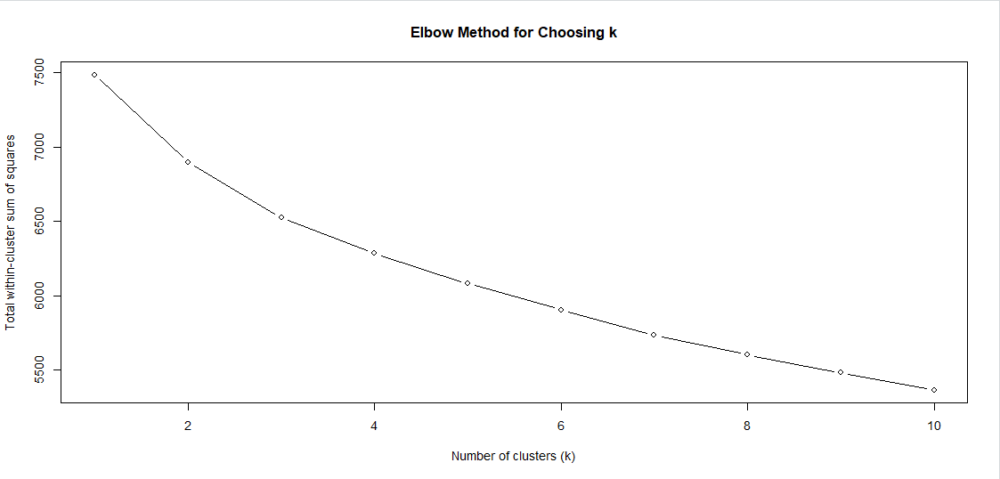 Elbow Method for Choosing k
Total within-cluster sum of squares
7500
7000
6500
6000
5500
2 4 6 8 10
Number of clusters (k)